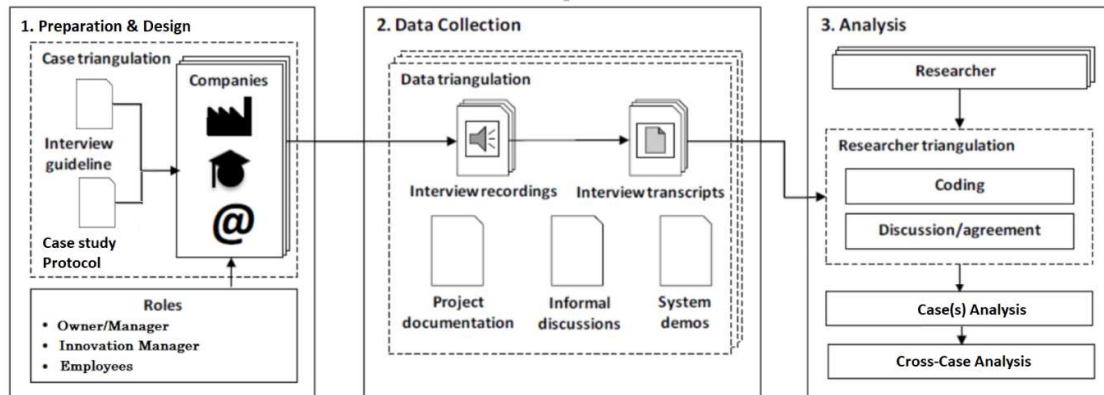 1. Preparation & Design
Case triangulation
Companies
Interview
guideline
@
Case study
Protocol
Roles
• Owner/Manager
• Innovation Manager
• Employees
2. Data Collection
Data triangulation
Interview recordings
Interview transcripts
Project
documentation
Informal
discussions
System
demos
3. Analysis
Researcher
Researcher triangulation
Coding
Discussion/agreement
Case(s) Analysis
Cross-Case Analysis